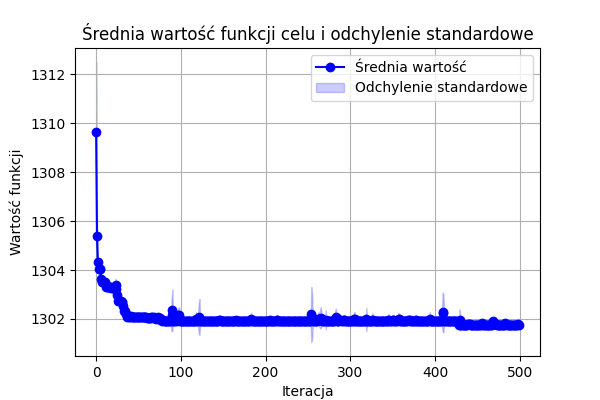 Średnia wartość funkcji celu i odchylenie standardowe
Średnia wartość
Odchylenie standardowe
Wartość funkcji
1312
1310
1308
1306
1304
1302
0 100 200 300 400 500
Iteracja